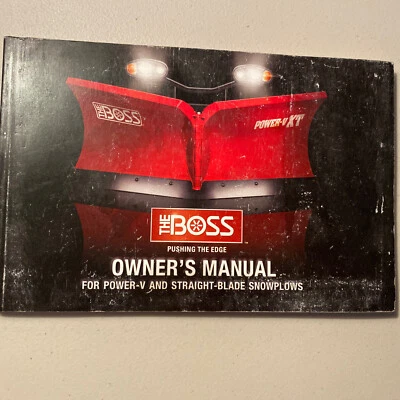 THE BOSS
POWER-V XT
THE BOSS
PUSHING THE EDGE
OWNER'S MANUAL
FOR POWER-V AND STRAIGHT-BLADE SNOWPLOWS